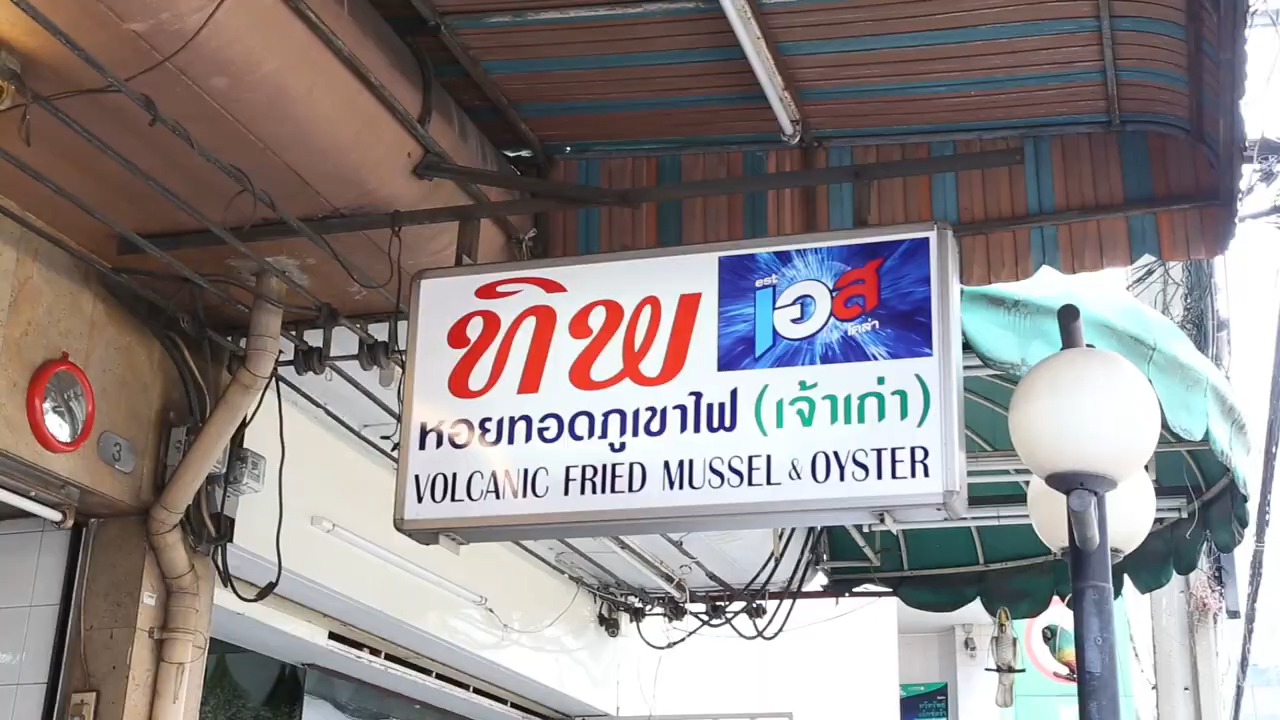 ทิพ
est
เอส
โคล่า
หอยทอดภูเขาไฟ (เจ้าเก่า)
VOLCANIC FRIED MUSSEL & OYSTER
3